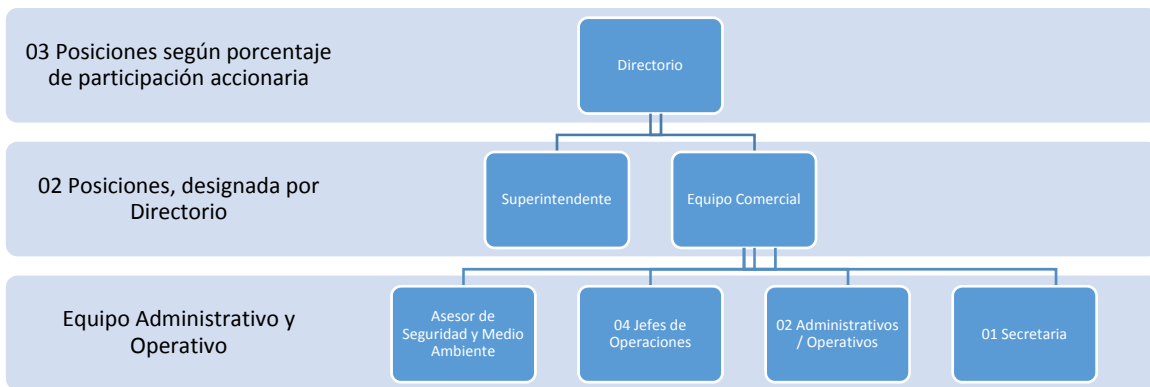 03 Posiciones según porcentaje
de participación accionaria
Directorio
02 Posiciones, designada por
Directorio
Superintendente
Equipo Comercial
Equipo Administrativo y
Operativo
Asesor de
Seguridad y Medio
Ambiente
04 Jefes de
Operaciones
02 Administrativos
/ Operativos
01 Secretaria